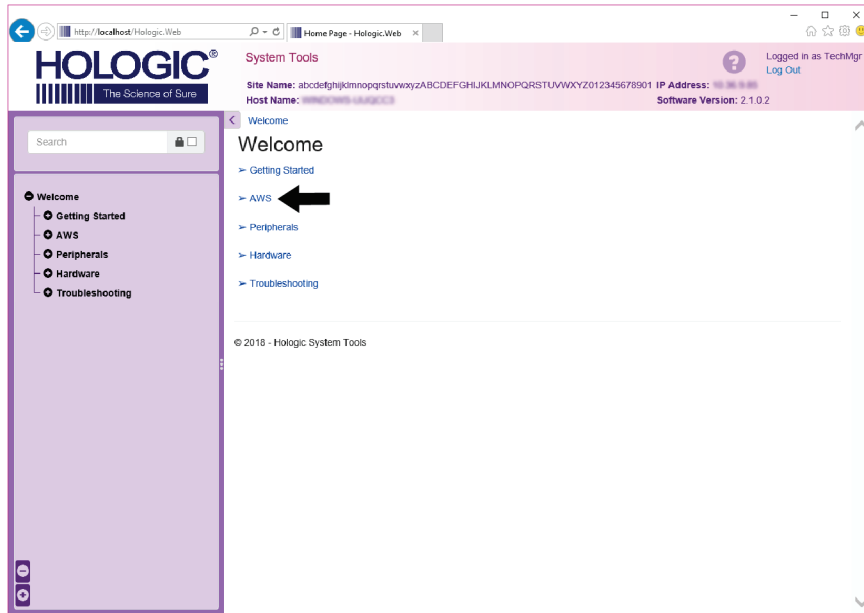 http://localhost/Hologic.Web
Home Page - Hologic.Web
HOLOGIC®
The Science of Sure
System Tools
Logged in as TechMgr
Log Out
Site Name: abcdefghijklmnopqrstuvwxyzABCDEFGHIJKLMNOPQRSTUVWXYZ012345678901 IP Address:
Host Name: Software Version: 2.1.0.2
Search
Welcome
Getting Started
AWS
Peripherals
Hardware
Troubleshooting
Welcome
Welcome
➢ Getting Started
➢ AWS
➢ Peripherals
➢ Hardware
➢ Troubleshooting
© 2018 - Hologic System Tools